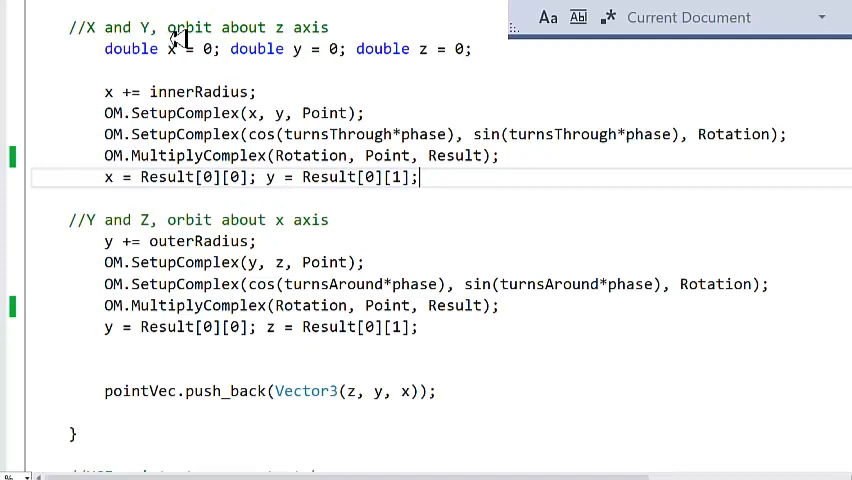 //X and Y, orbit about z axis
Aa Abl .* Current Document
double x = 0; double y = 0; double z = 0;
x += innerRadius;
OM.SetupComplex(x, y, Point);
OM.SetupComplex(cos(turnsThrough*phase), sin(turnsThrough*phase), Rotation);
OM.MultiplyComplex(Rotation, Point, Result);
x = Result[0][0]; y = Result[0][1];
//Y and Z, orbit about x axis
y += outerRadius;
OM.SetupComplex(y, z, Point);
OM.SetupComplex(cos(turnsAround*phase), sin(turnsAround*phase), Rotation);
OM.MultiplyComplex(Rotation, Point, Result);
y = Result[0][0]; z = Result[0][1];
pointVec.push_back(Vector3(z, y, x));
}
%